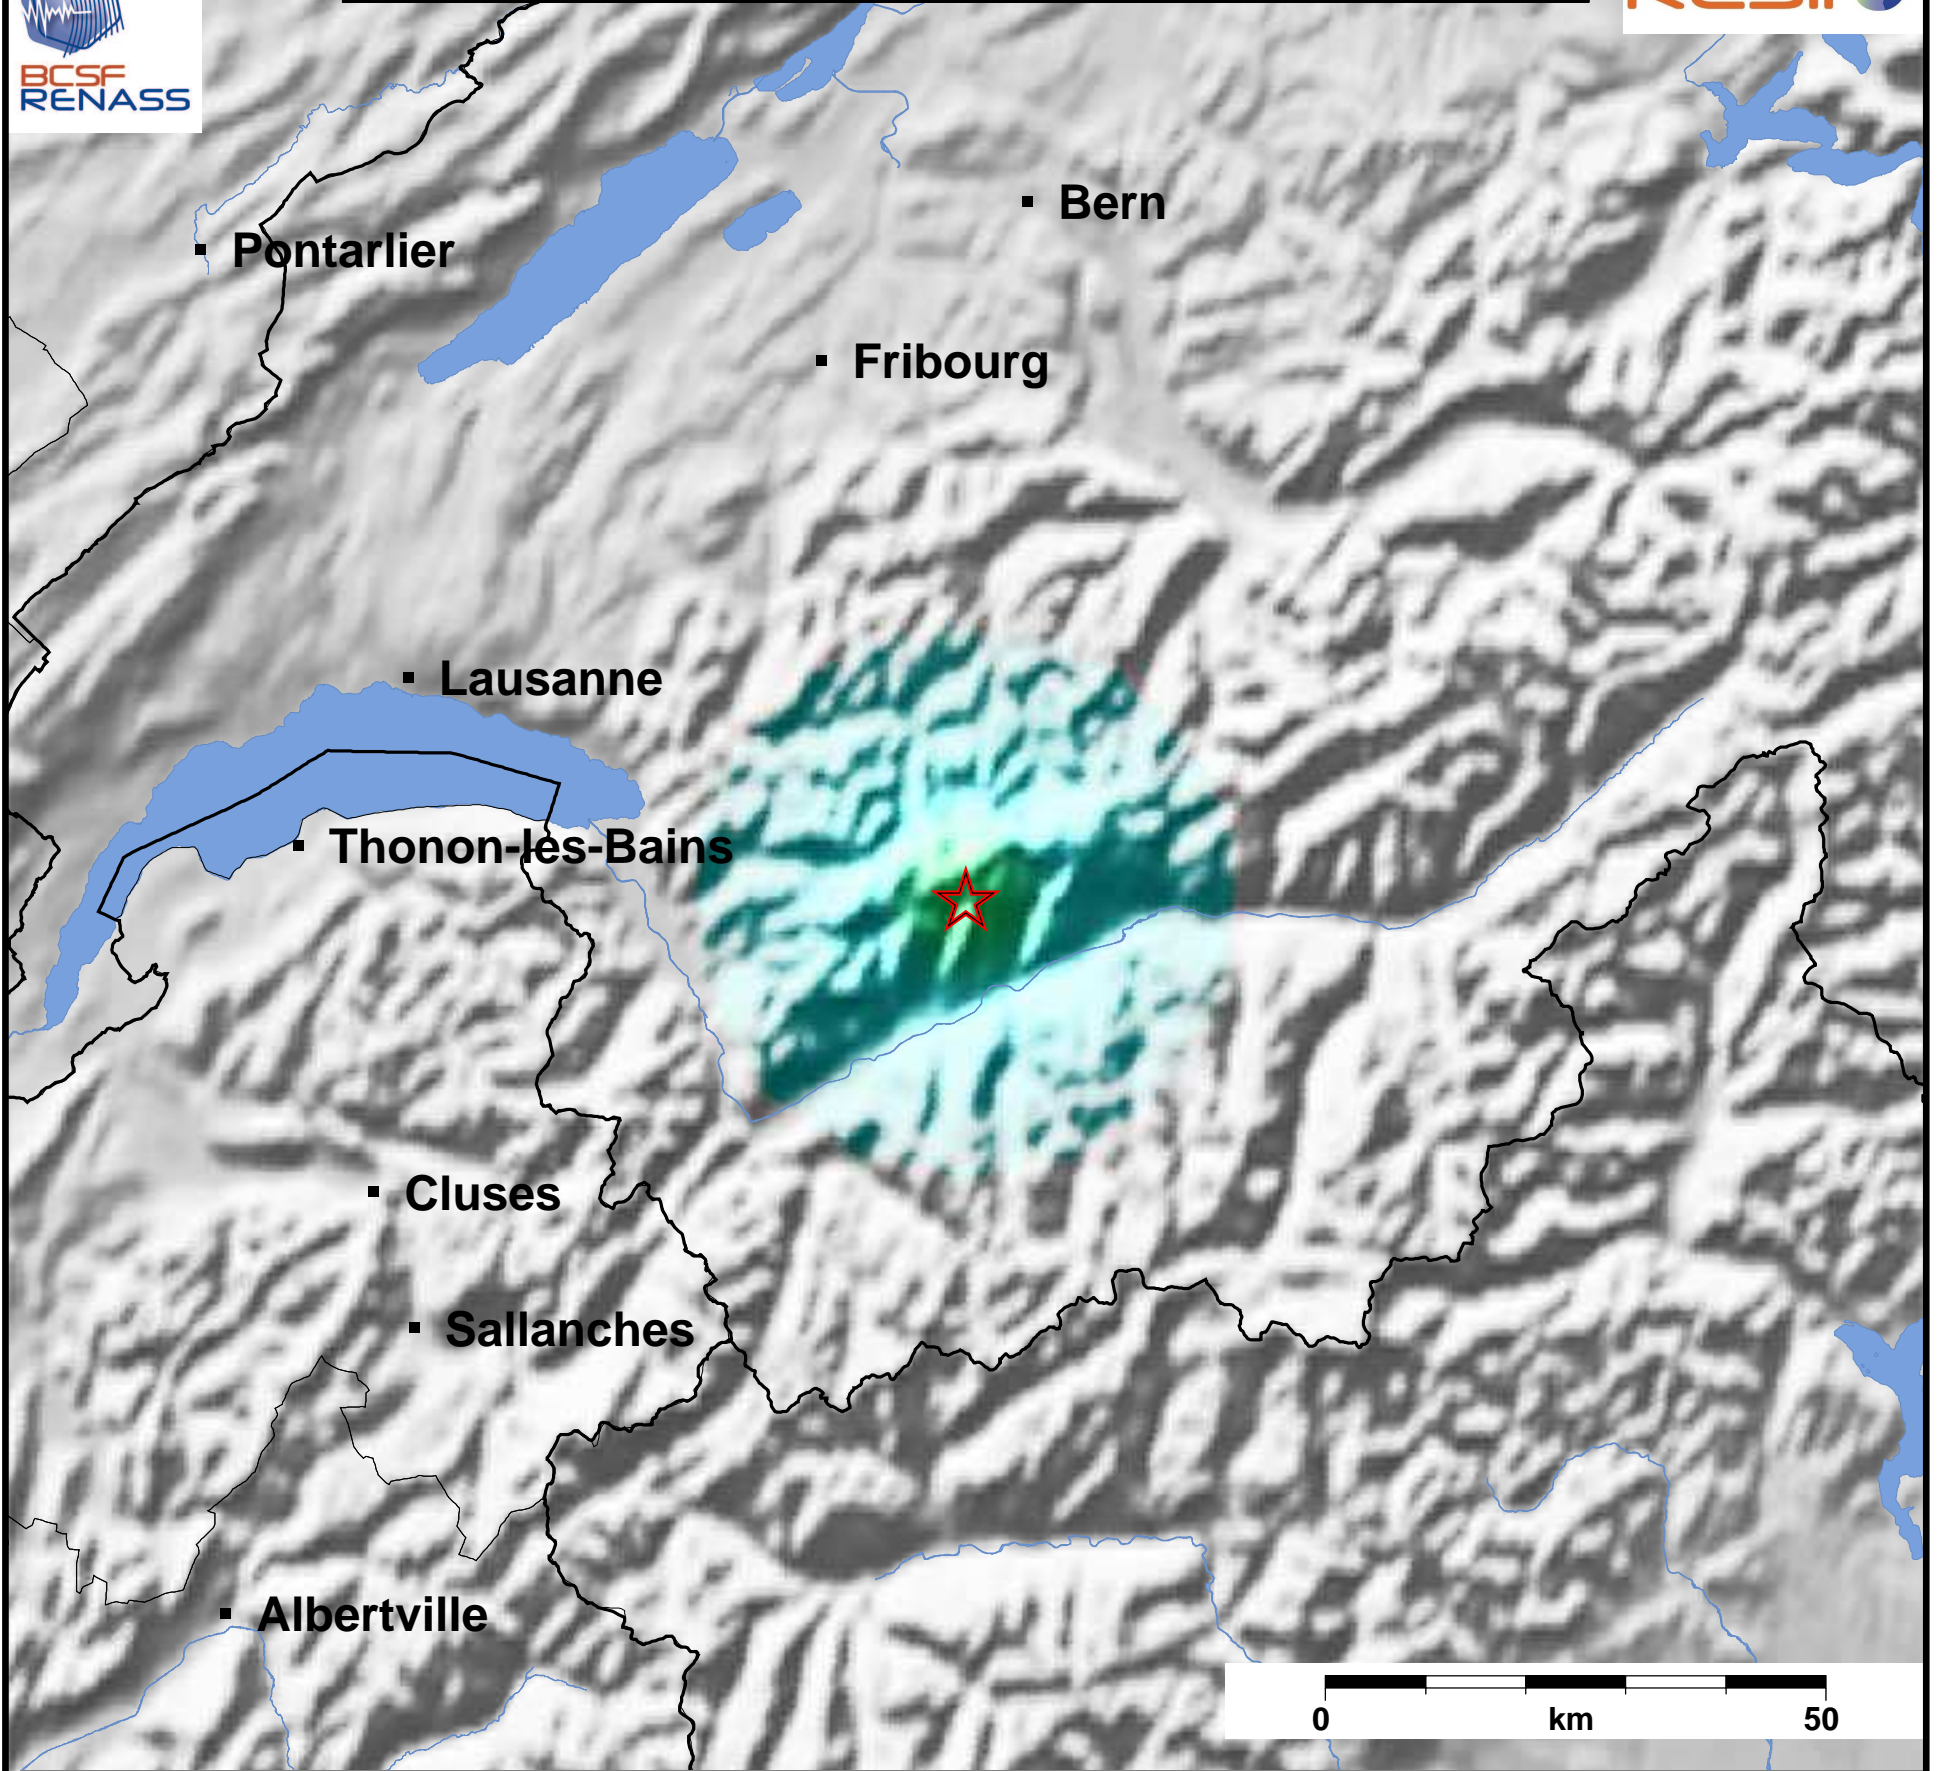 BCSF
RENASS
Bern
Pontarlier
Fribourg
Lausanne
Thonon-les-Bains
Cluses
Sallanches
Albertville
0 km 50